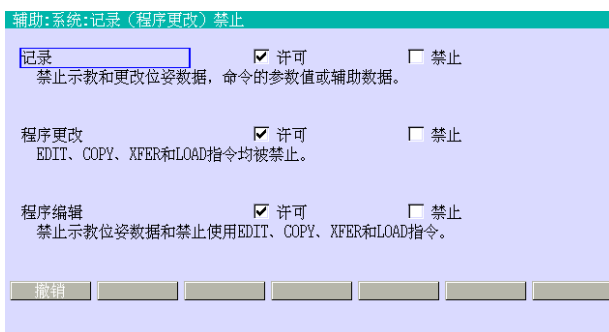 辅助:系统:记录（程序更改）禁止
记录 许可 禁止
禁止示教和更改位姿数据，命令的参数值或辅助数据。
程序更改 许可 禁止
EDIT、COPY、XFER和LOAD指令均被禁止。
程序编辑 许可 禁止
禁止示教位姿数据和禁止使用EDIT、COPY、XFER和LOAD指令。
撤销